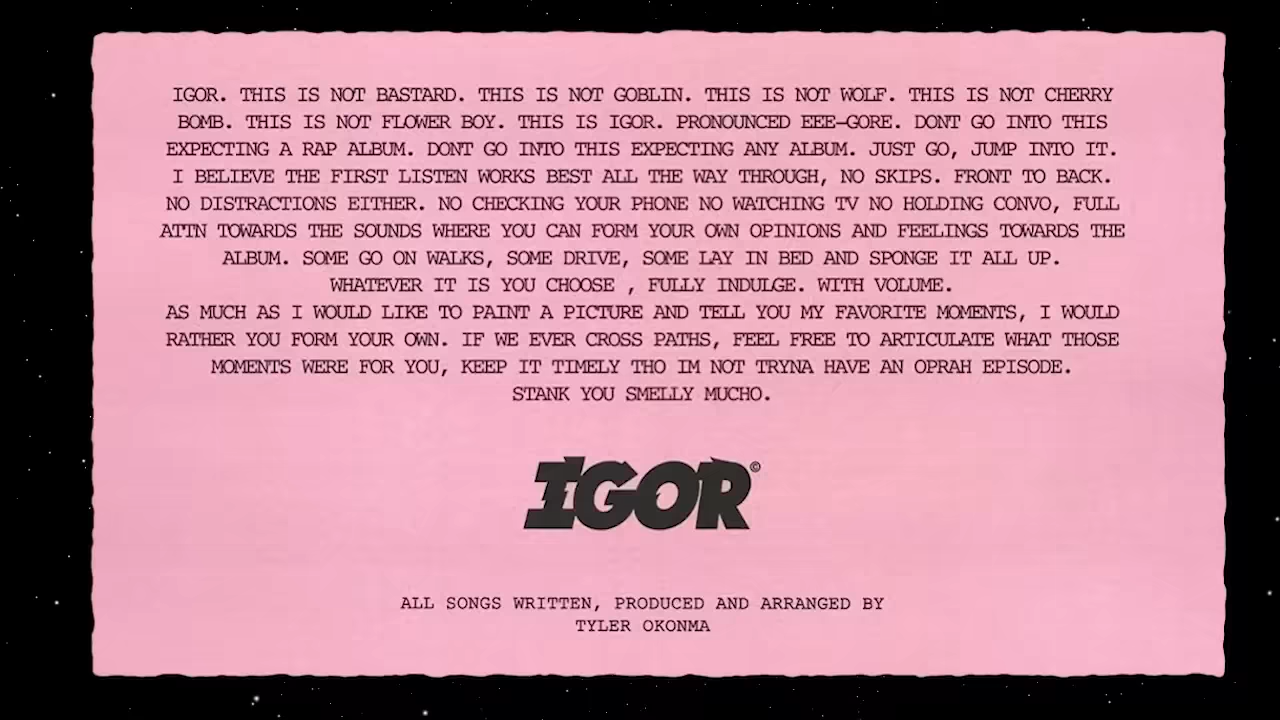 IGOR. THIS IS NOT BASTARD. THIS IS NOT GOBLIN. THIS IS NOT WOLF. THIS IS NOT CHERRY
BOMB. THIS IS NOT FLOWER BOY. THIS IS IGOR. PRONOUNCED EEE—GORE. DONT GO INTO THIS
EXPECTING A RAP ALBUM. DONT GO INTO THIS EXPECTING ANY ALBUM. JUST GO, JUMP INTO IT.
I BELIEVE THE FIRST LISTEN WORKS BEST ALL THE WAY THROUGH, NO SKIPS. FRONT TO BACK.
NO DISTRACTIONS EITHER. NO CHECKING YOUR PHONE NO WATCHING TV NO HOLDING CONVO, FULL
ATTN TOWARDS THE SOUNDS WHERE YOU CAN FORM YOUR OWN OPINIONS AND FEELINGS TOWARDS THE
ALBUM. SOME GO ON WALKS, SOME DRIVE, SOME LAY IN BED AND SPONGE IT ALL UP.
WHATEVER IT IS YOU CHOOSE , FULLY INDULGE. WITH VOLUME.
AS MUCH AS I WOULD LIKE TO PAINT A PICTURE AND TELL YOU MY FAVORITE MOMENTS, I WOULD
RATHER YOU FORM YOUR OWN. IF WE EVER CROSS PATHS, FEEL FREE TO ARTICULATE WHAT THOSE
MOMENTS WERE FOR YOU, KEEP IT TIMELY THO IM NOT TRYNA HAVE AN OPRAH EPISODE.
STANK YOU SMELLY MUCHO.
IGOR©
ALL SONGS WRITTEN, PRODUCED AND ARRANGED BY
TYLER OKONMA